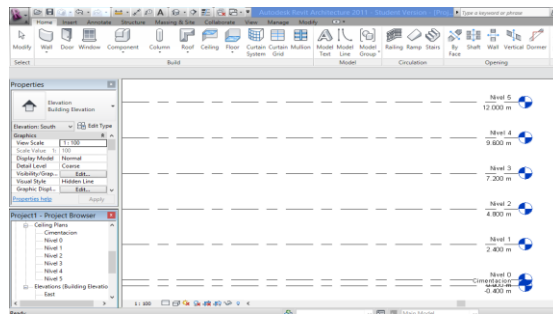 Autodesk Revit Architecture 2011 - Student Version - [Proj
Type a keyword or phrase
Home Insert Annotate Structure Massing & Site Collaborate View Manage Modify
Modify Wall Door Window Component Column Roof Ceiling Floor Curtain System Curtain Grid Mullion Model Text Model Line Model Group Railing Ramp Stairs By Face Shaft Wall Vertical Dormer
Select Build Model Circulation Opening
Properties
Elevation
Building Elevation
Elevation: South Edit Type
Graphics
View Scale 1 : 100
Scale Value 1: 100
Display Model Normal
Detail Level Coarse
Visibility/Grap... Edit...
Visual Style Hidden Line
Graphic Displ... Edit...
Properties help Apply
Project1 - Project Browser
Ceiling Plans
Cimentacion
Nivel 0
Nivel 1
Nivel 2
Nivel 3
Nivel 4
Nivel 5
Elevations (Building Elevatio
East
Nivel 5
12.000 m
Nivel 4
9.600 m
Nivel 3
7.200 m
Nivel 2
4.800 m
Nivel 1
2.400 m
Nivel 0
Cimentacion
-0.400 m
1 : 100
Ready
Main Model